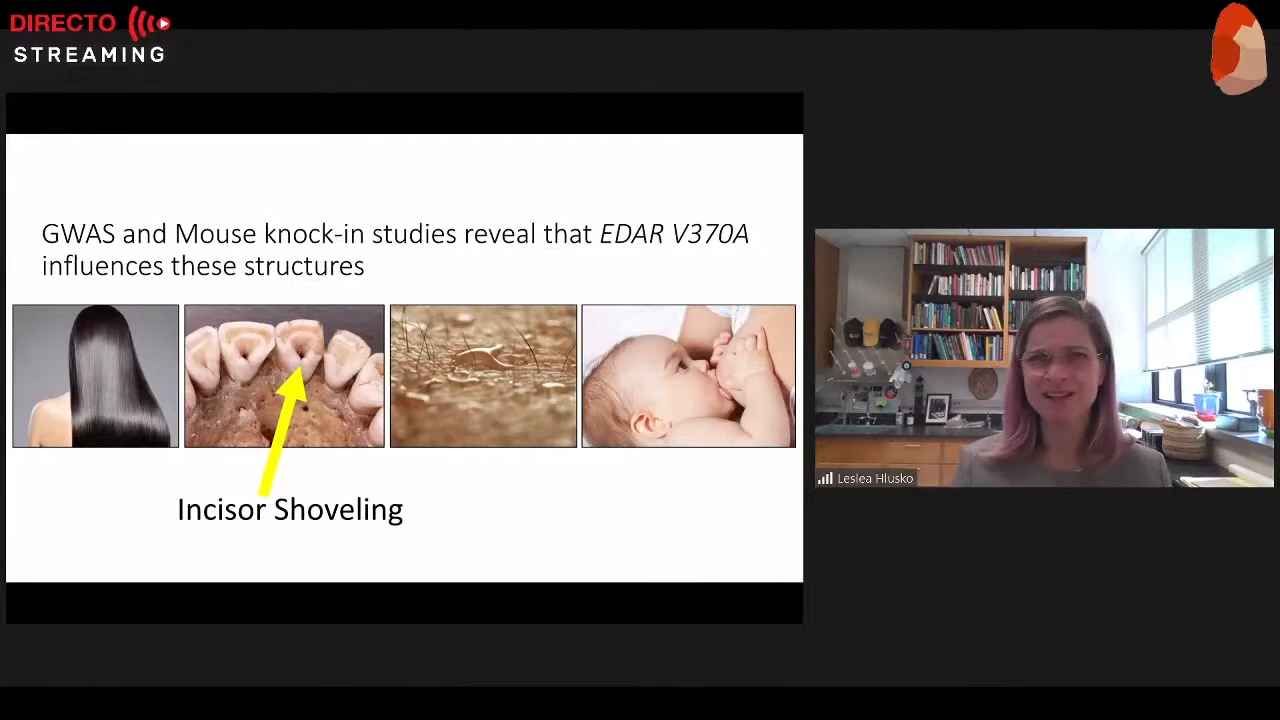 DIRECTO
STREAMING
GWAS and Mouse knock-in studies reveal that EDAR V370A
influences these structures
Incisor Shoveling
Leslea Hlusko